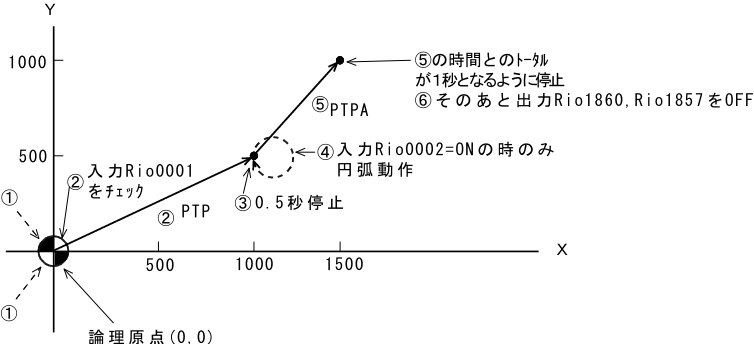 Y
1000
⑤の時間とのﾄｰﾀﾙ
が1秒となるように停止
⑥そのあと出力Rio1860,Rio1857をOFF
⑤PTPA
500
④入力Rio0002=ONの時のみ
円弧動作
②入力Rio0001
をﾁｪｯｸ
③0.5秒停止
①
②PTP
X
500
1000
1500
①
論理原点(0,0)